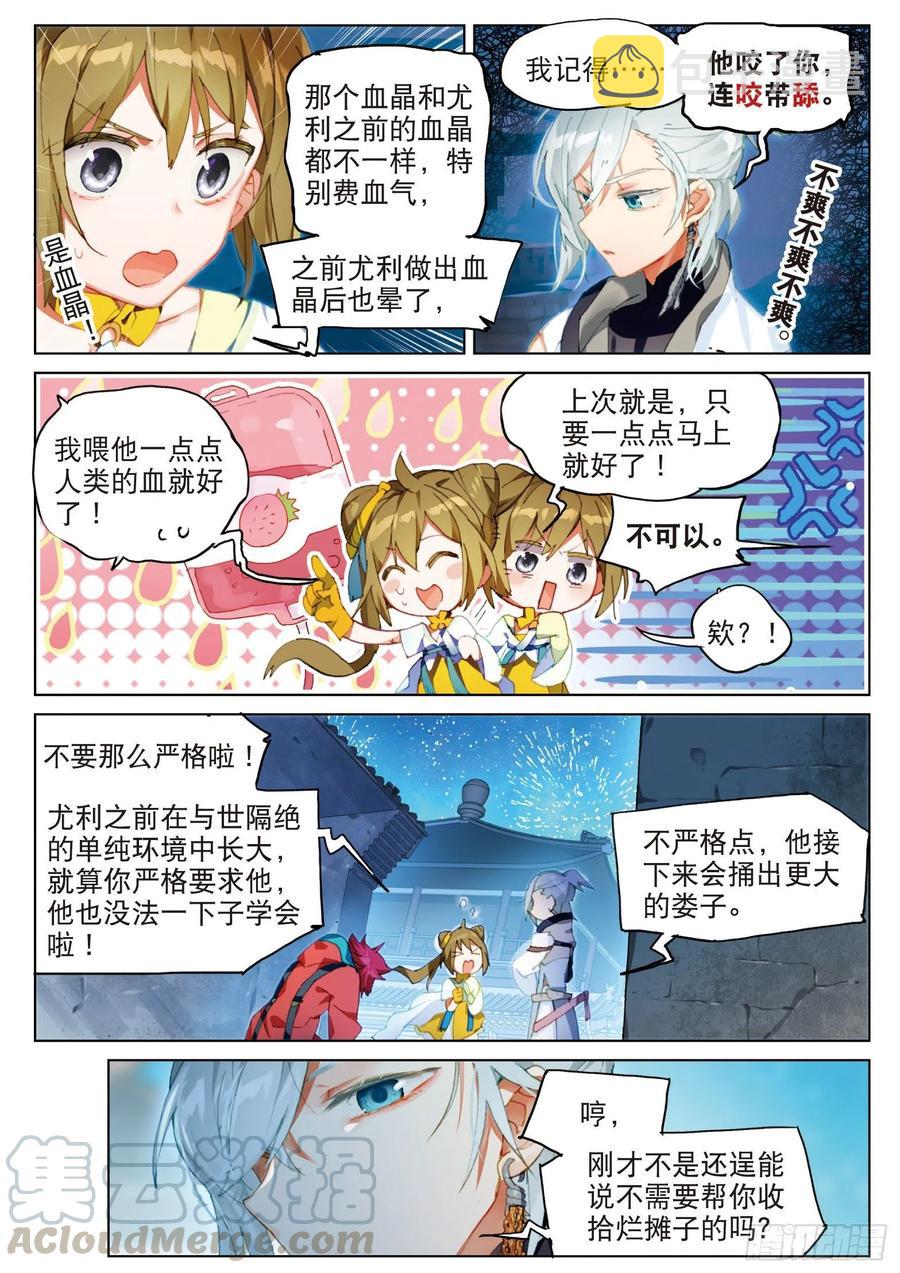 那个血晶和尤
利之前的血晶
都不一样，特
别费血气，
之前尤利做出血
晶后也晕了，
是血晶！
我记得……
他咬了你，
连咬带舔。
不爽不爽不爽。
我喂他一点点
人类的血就好
了！
上次就是，只
要一点点马上
就好了！
不可以。
欸？！
不要那么严格啦！
尤利之前在与世隔绝
的单纯环境中长大，
就算你严格要求他，
他也没法一下子学会
啦！
不严格点，他接
下来会捅出更大
的娄子。
哼，
刚才不是还逞能
说不需要帮你收
拾烂摊子的吗？
集云数据
AcloudMerge.com
腾讯动漫